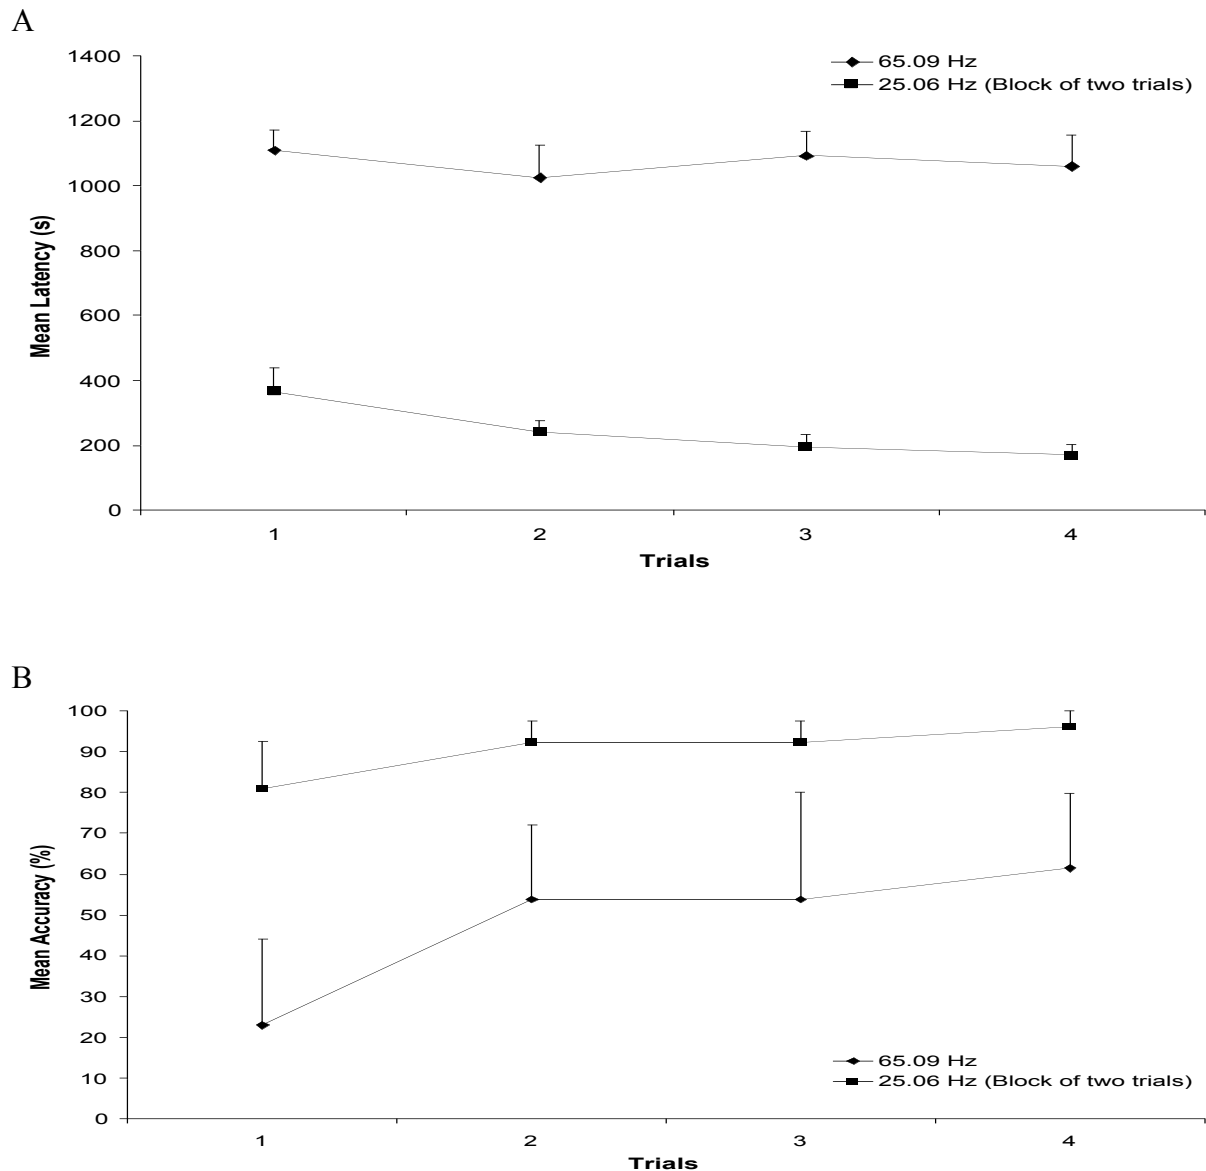 A
1400
1200
1000
800
600
400
200
0
Mean Latency (s)
65.09 Hz
25.06 Hz (Block of two trials)
1 2 3 4
Trials
B
100
90
80
70
60
50
40
30
20
10
0
Mean Accuracy (%)
65.09 Hz
25.06 Hz (Block of two trials)
1 2 3 4
Trials